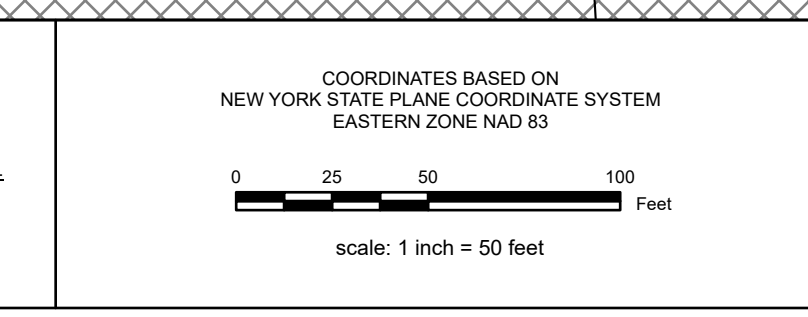 COORDINATES BASED ON
NEW YORK STATE PLANE COORDINATE SYSTEM
EASTERN ZONE NAD 83
0 25 50 100
Feet
scale: 1 inch = 50 feet